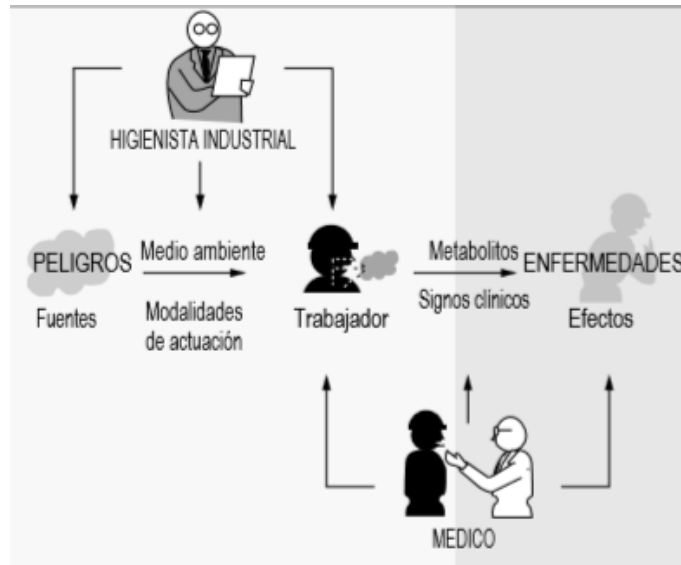 HIGIENISTA INDUSTRIAL
PELIGROS
Medio ambiente
Metabolitos
ENFERMEDADES
Fuentes
Modalidades
de actuación
Trabajador
Signos clínicos
Efectos
MEDICO